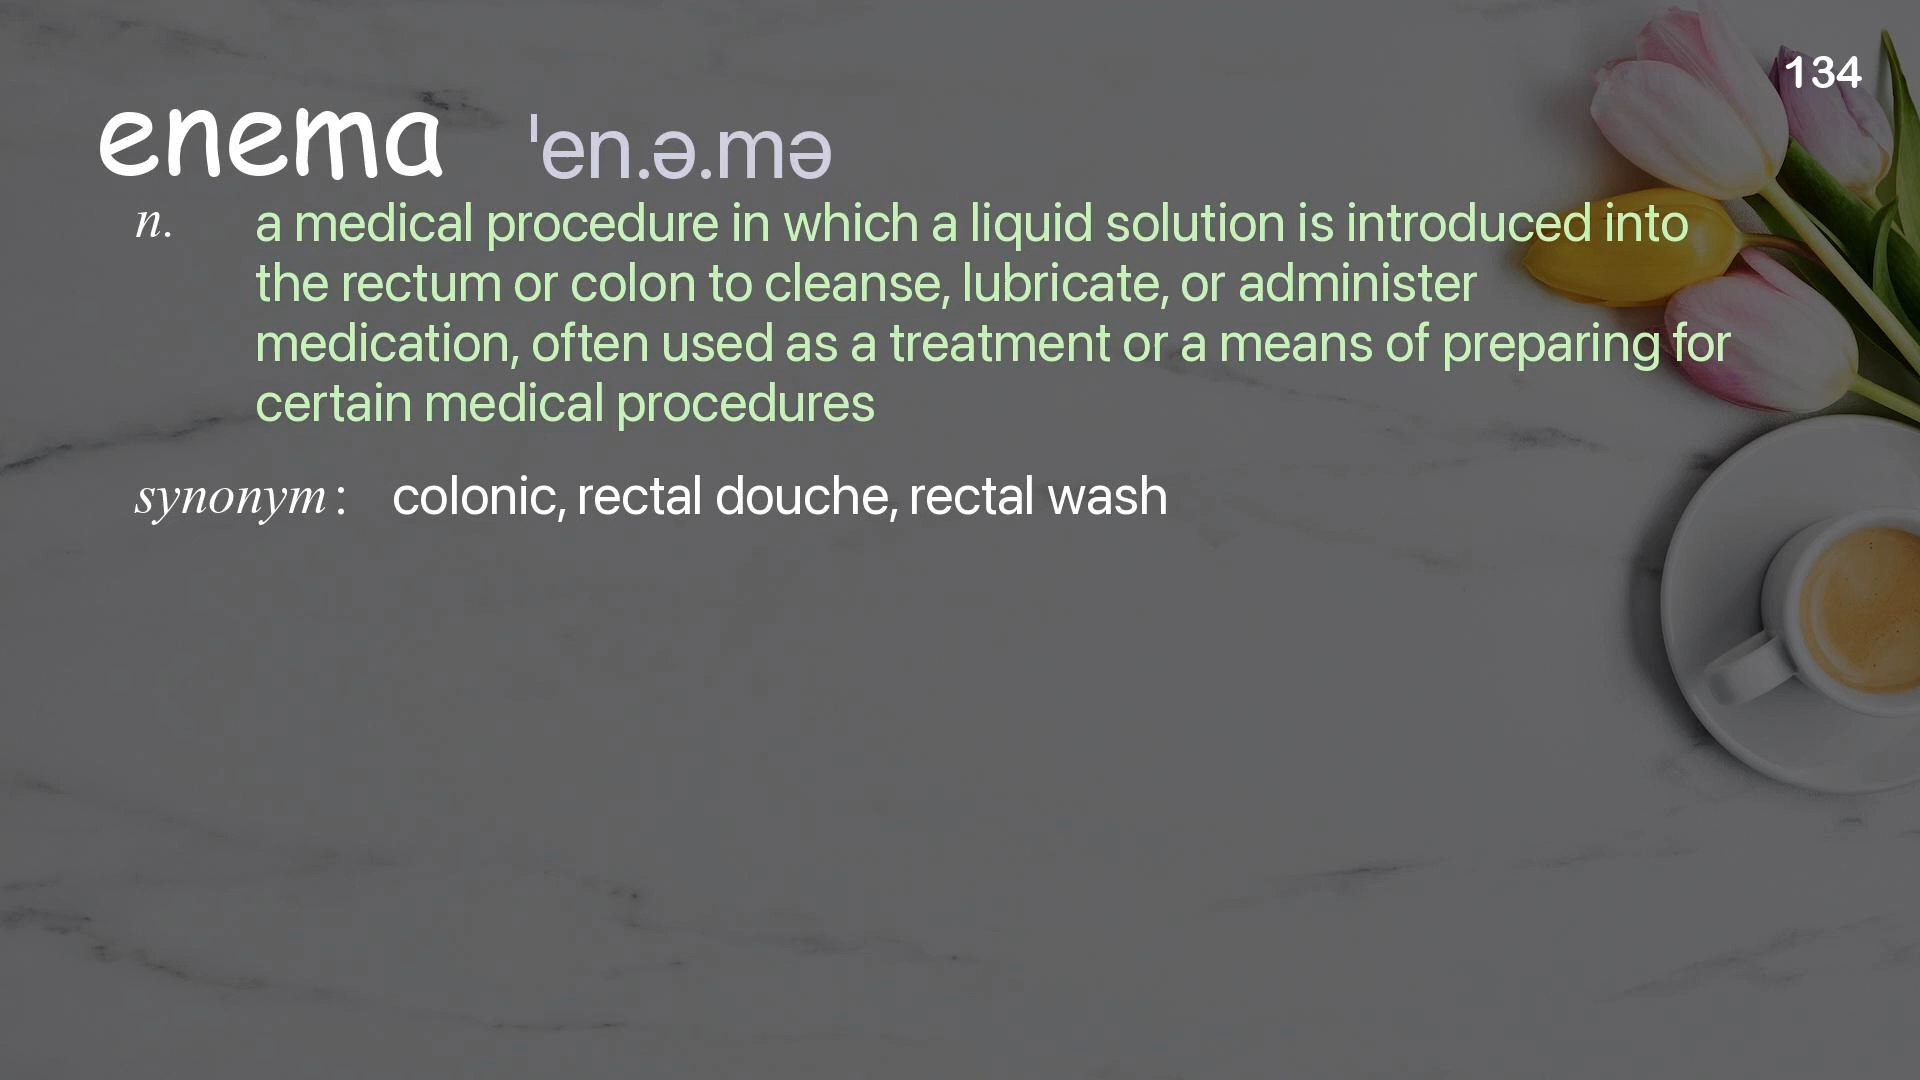 134
enema ˈen.ə.mə
n. a medical procedure in which a liquid solution is introduced into
the rectum or colon to cleanse, lubricate, or administer
medication, often used as a treatment or a means of preparing for
certain medical procedures
synonym: colonic, rectal douche, rectal wash